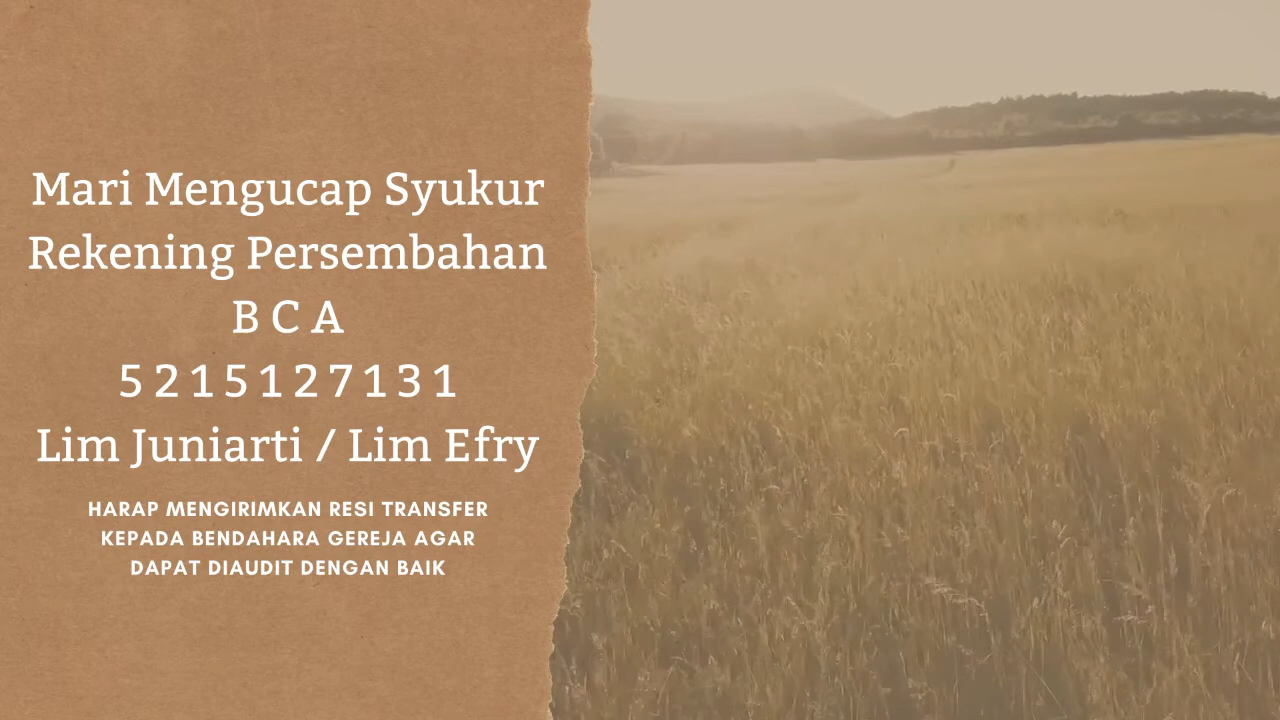 Mari Mengucap Syukur
Rekening Persembahan
B C A
5 2 1 5 1 2 7 1 3 1
Lim Juniarti / Lim Efry
HARAP MENGIRIMKAN RESI TRANSFER
KEPADA BENDAHARA GEREJA AGAR
DAPAT DIAUDIT DENGAN BAIK